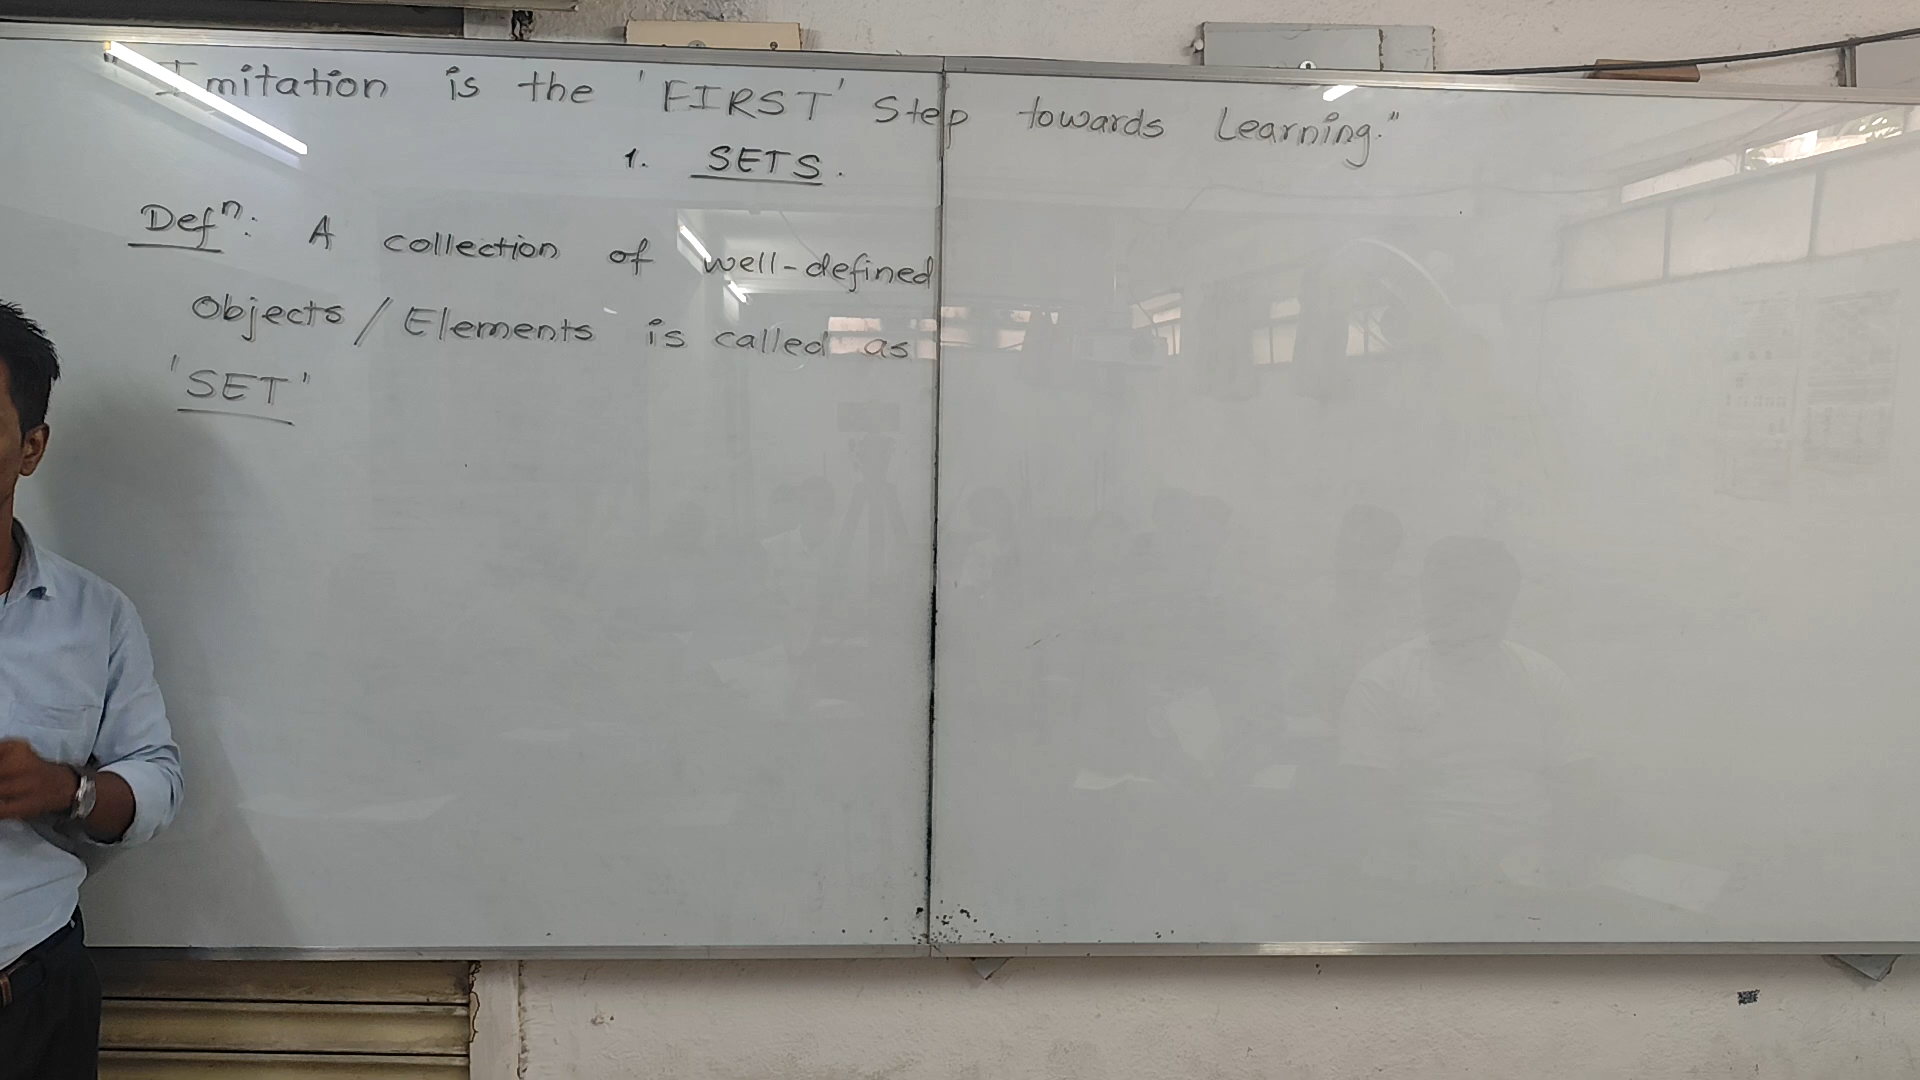 "Imitation is the 'FIRST' Step towards Learning."
1. SETS.
Defⁿ: A collection of well-defined
Objects / Elements is called as
'SET"